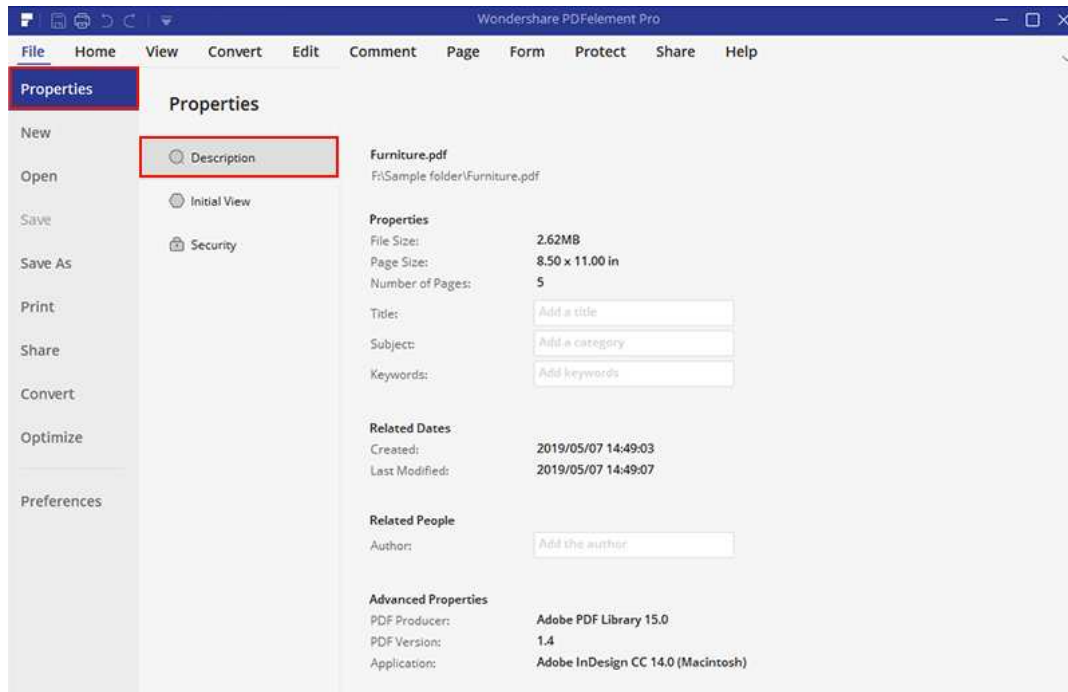 Wondershare PDFelement Pro
File Home View Convert Edit Comment Page Form Protect Share Help
Properties
New
Open
Save
Save As
Print
Share
Convert
Optimize
Preferences
Properties
Description
Initial View
Security
Furniture.pdf
F:\Sample folder\Furniture.pdf
Properties
File Size: 2.62MB
Page Size: 8.50 x 11.00 in
Number of Pages: 5
Title: Add a title
Subject: Add a category
Keywords: Add keywords
Related Dates
Created: 2019/05/07 14:49:03
Last Modified: 2019/05/07 14:49:07
Related People
Author: Add the author
Advanced Properties
PDF Producer: Adobe PDF Library 15.0
PDF Version: 1.4
Application: Adobe InDesign CC 14.0 (Macintosh)